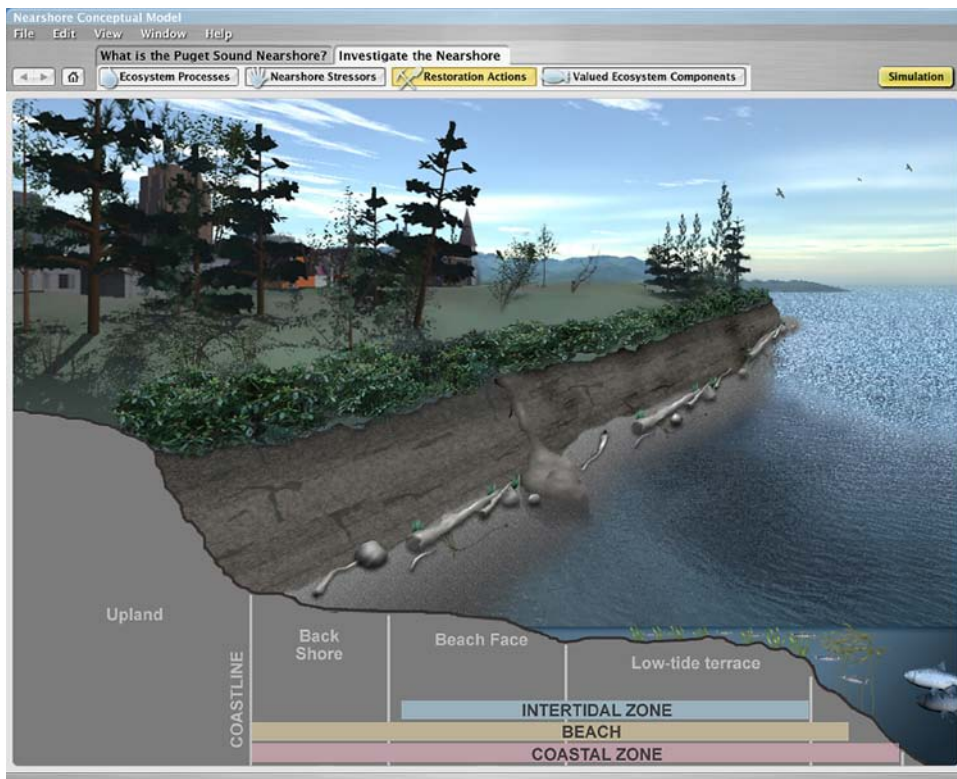 Nearshore Conceptual Model
File Edit View Window Help
What is the Puget Sound Nearshore? Investigate the Nearshore
Ecosystem Processes Nearshore Stressors Restoration Actions Valued Ecosystem Components Simulation
Upland
COASTLINE
Back
Shore
Beach Face
Low-tide terrace
INTERTIDAL ZONE
BEACH
COASTAL ZONE